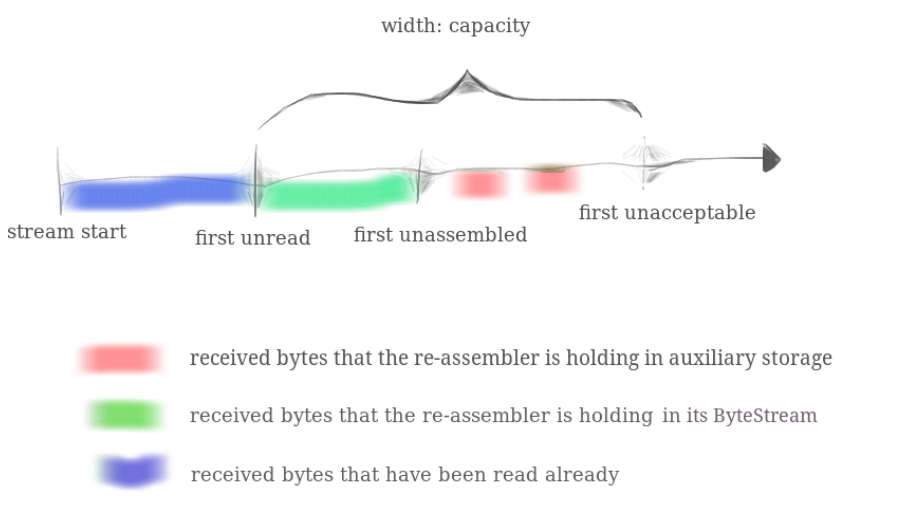 width: capacity
stream start
first unread
first unassembled
first unacceptable
received bytes that the re-assembler is holding in auxiliary storage
received bytes that the re-assembler is holding in its ByteStream
received bytes that have been read already